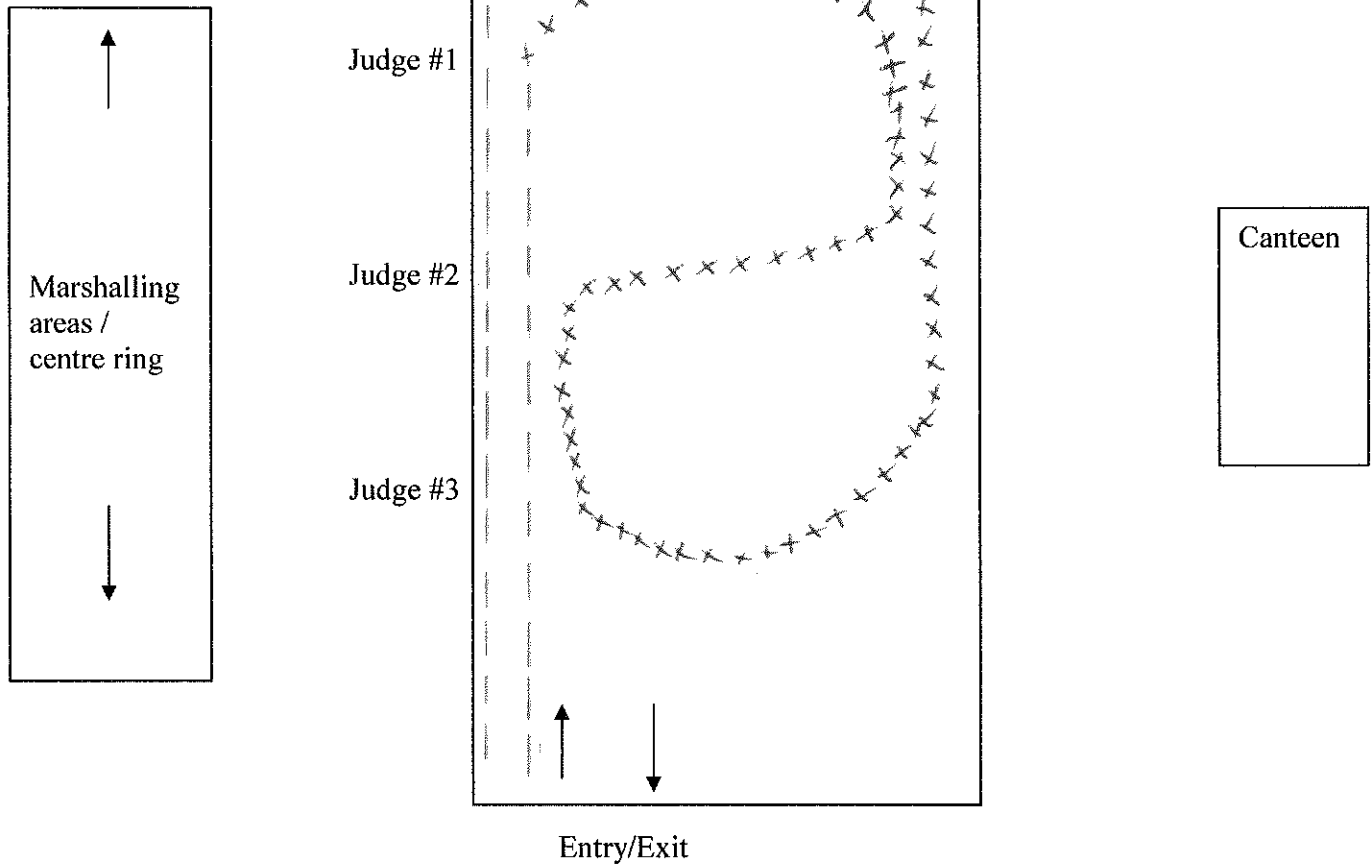 Judge #1
Judge #2
Marshalling
areas /
centre ring
Canteen
Judge #3
Entry/Exit